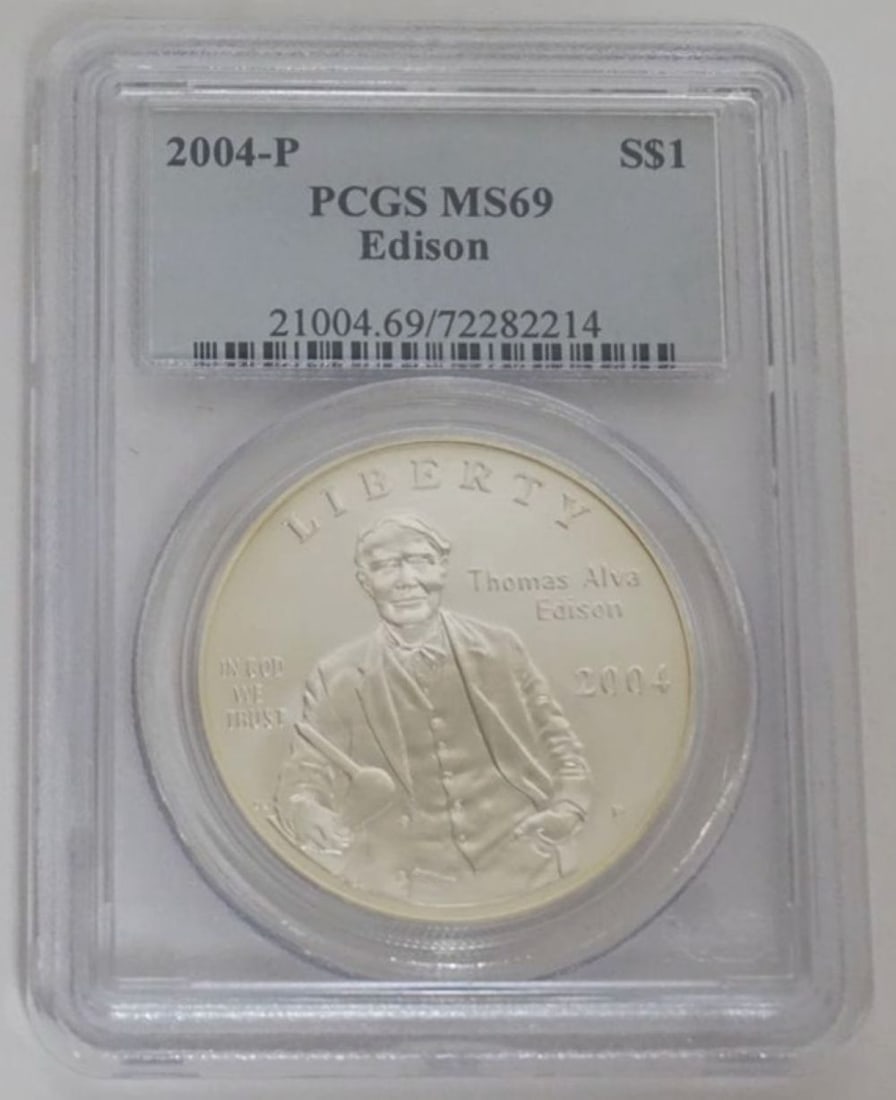 2004-P S$1
PCGS MS69
Edison
21004.69/72282214
LIBERTY
Thomas Alva
Edison
IN GOD
WE
TRUST
2004